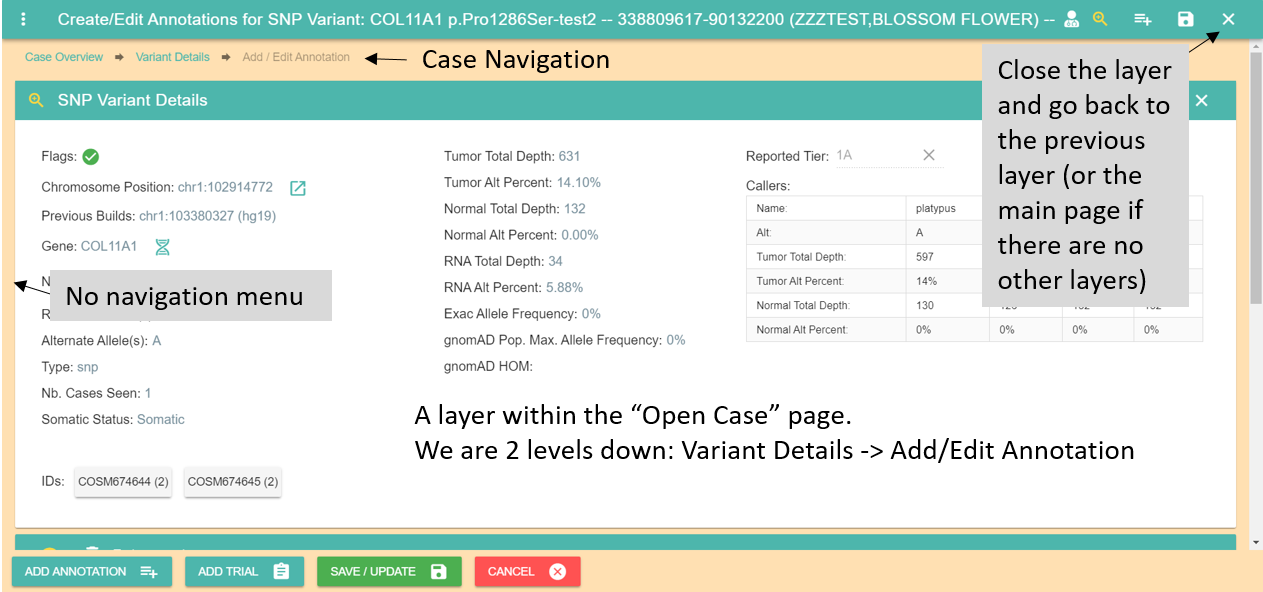 Create/Edit Annotations for SNP Variant: COL11A1 p.Pro1286Ser-test2 -- 338809617-90132200 (ZZZTEST,BLOSSOM FLOWER) --
Case Overview Variant Details Add / Edit Annotation
Case Navigation
Close the layer
and go back to
the previous
layer (or the
main page if
there are no
other layers)
SNP Variant Details
Flags:
Chromosome Position: chr1:102914772
Previous Builds: chr1:103380327 (hg19)
Gene: COL11A1
No navigation menu
Alternate Allele(s): A
Type: snp
Nb. Cases Seen: 1
Somatic Status: Somatic
IDs: COSM674644 (2) COSM674645 (2)
Tumor Total Depth: 631
Tumor Alt Percent: 14.10%
Normal Total Depth: 132
Normal Alt Percent: 0.00%
RNA Total Depth: 34
RNA Alt Percent: 5.88%
Exac Allele Frequency: 0%
gnomAD Pop. Max. Allele Frequency: 0%
gnomAD HOM:
Reported Tier: 1A
Callers:
Name: platypus
Alt: A
Tumor Total Depth: 597
Tumor Alt Percent: 14%
Normal Total Depth: 130
Normal Alt Percent: 0% 0% 0% 0%
A layer within the “Open Case” page.
We are 2 levels down: Variant Details -> Add/Edit Annotation
ADD ANNOTATION ADD TRIAL SAVE / UPDATE CANCEL